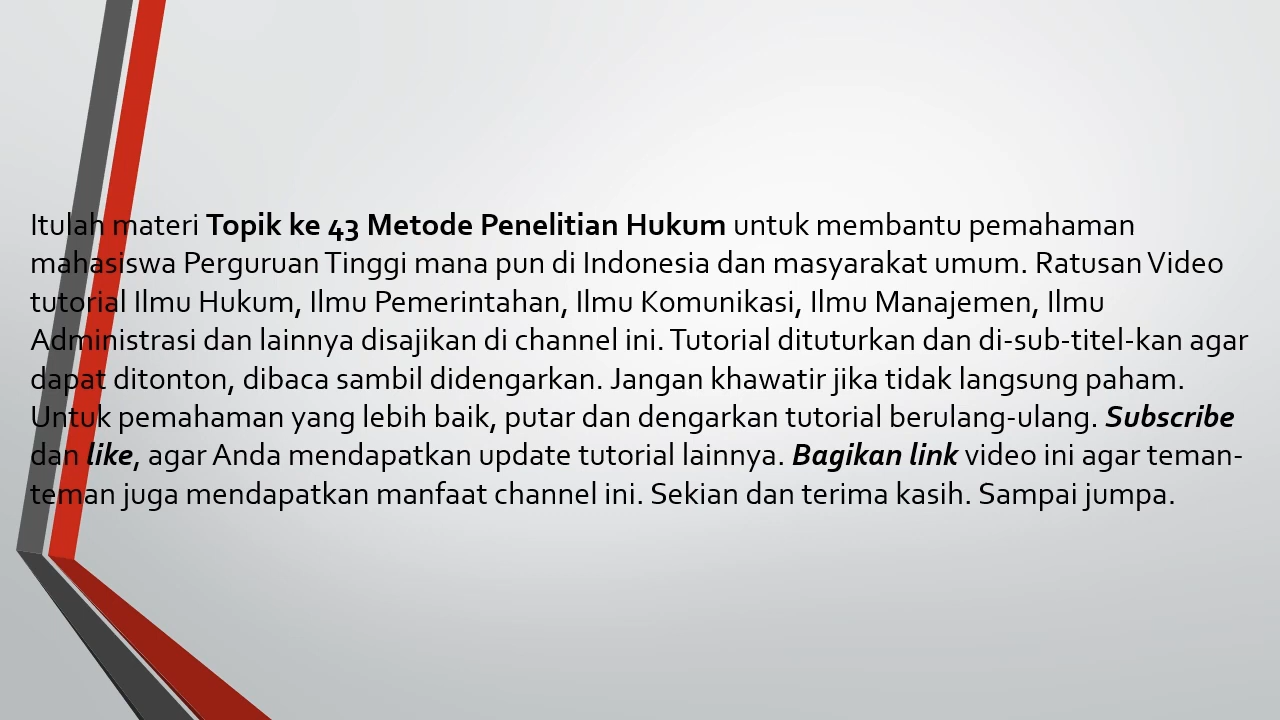 Itulah materi Topik ke 43 Metode Penelitian Hukum untuk membantu pemahaman
mahasiswa Perguruan Tinggi mana pun di Indonesia dan masyarakat umum. Ratusan Video
tutorial Ilmu Hukum, Ilmu Pemerintahan, Ilmu Komunikasi, Ilmu Manajemen, Ilmu
Administrasi dan lainnya disajikan di channel ini. Tutorial dituturkan dan di-sub-titel-kan agar
dapat ditonton, dibaca sambil didengarkan. Jangan khawatir jika tidak langsung paham.
Untuk pemahaman yang lebih baik, putar dan dengarkan tutorial berulang-ulang. Subscribe
dan like, agar Anda mendapatkan update tutorial lainnya. Bagikan link video ini agar teman-
teman juga mendapatkan manfaat channel ini. Sekian dan terima kasih. Sampai jumpa.